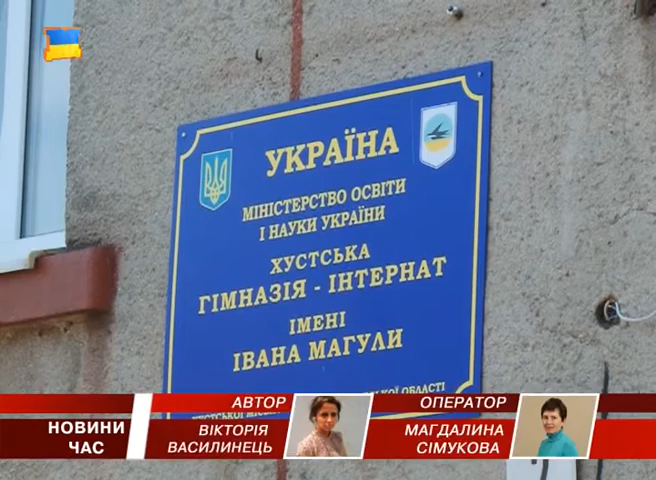 УКРАЇНА
МІНІСТЕРСТВО ОСВІТИ
І НАУКИ УКРАЇНИ
ХУСТСЬКА
ГІМНАЗІЯ - ІНТЕРНАТ
ІМЕНІ
ІВАНА МАГУЛИ
ОБЛАСТІ
НОВИНИ
ЧАС
АВТОР
ВІКТОРІЯ
ВАСИЛИНЕЦЬ
ОПЕРАТОР
МАГДАЛИНА
СІМУКОВА